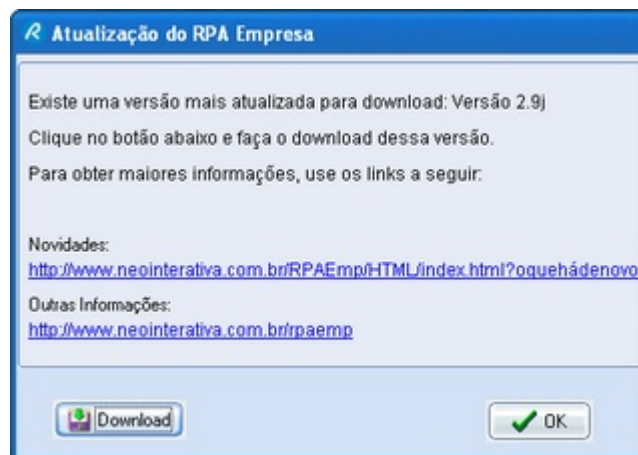 Atualização do RPA Empresa
Existe uma versão mais atualizada para download: Versão 2.9j
Clique no botão abaixo e faça o download dessa versão.
Para obter maiores informações, use os links a seguir:
Novidades:
http://www.neointerativa.com.br/RPAEmp/HTML/index.html?oquehádenovo
Outras Informações:
http://www.neointerativa.com.br/rpaemp
Download OK